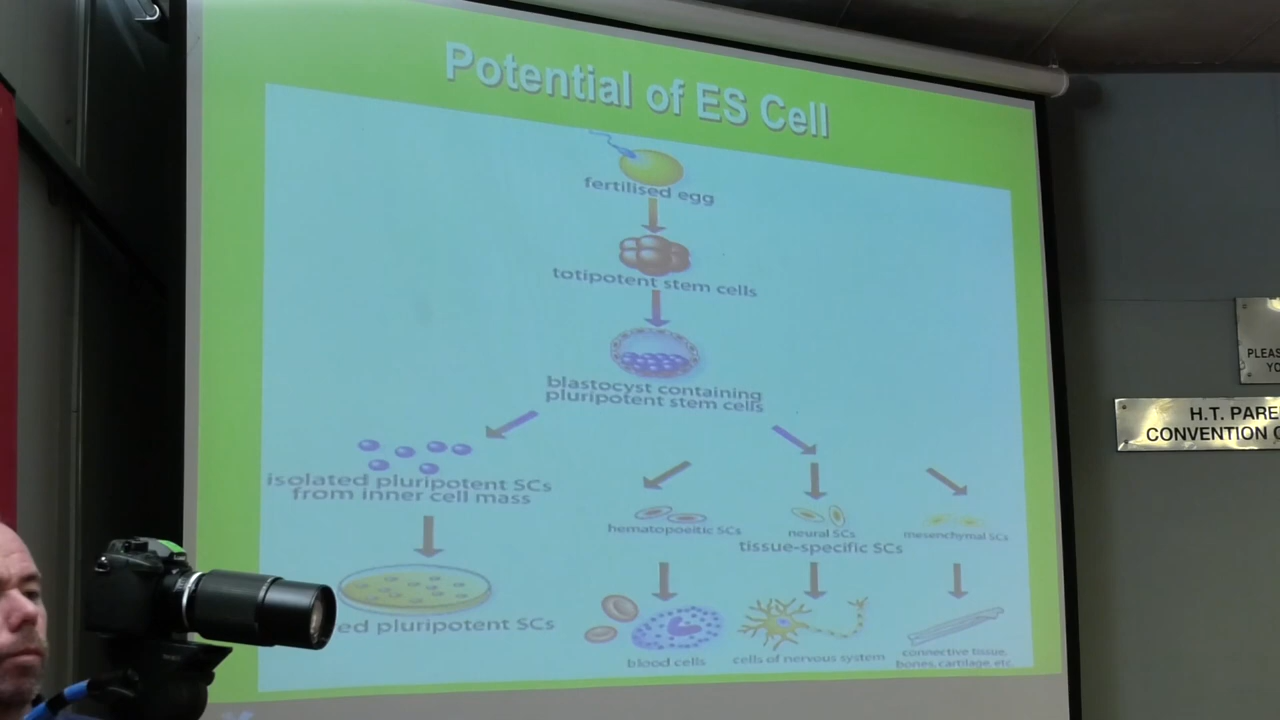 Potential of ES Cell
fertilised egg
totipotent stem cells
blastocyst containing
pluripotent stem cells
isolated pluripotent SCs
from inner cell mass
hematopoeitic SCs
neural SCs
mesenchymal SCs
tissue-specific SCs
ed pluripotent SCs
blood cells
cells of nervous system
connective tissue,
bones, cartilage, etc.
PLEAS
YO
H.T. PARE
CONVENTION C